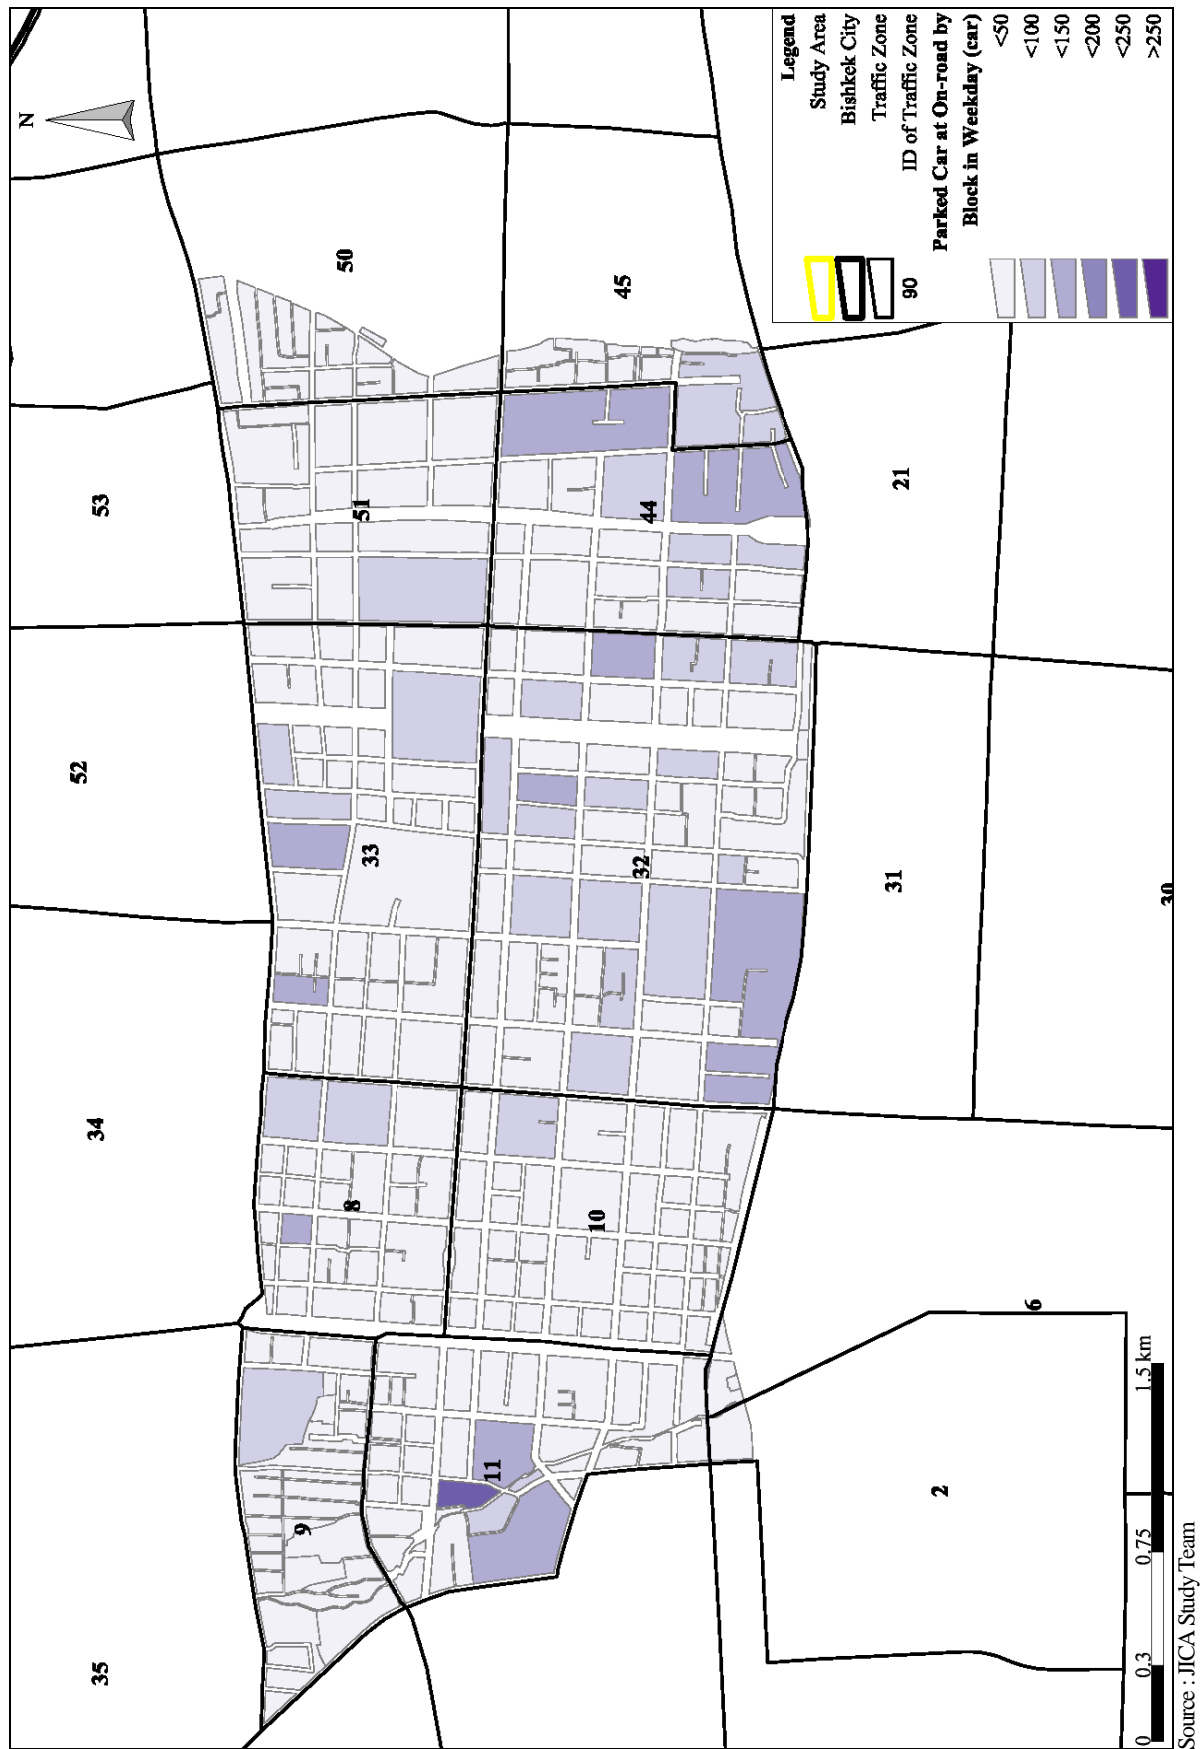 N
35
34
52
53
9
8
33
51
50
11
10
32
44
45
2
6
31
21
30
Legend
Study Area
Bishkek City
Traffic Zone
90 ID of Traffic Zone
Parked Car at On-road by
Block in Weekday (car)
<50
<100
<150
<200
<250
>250
0 0.3 0.75 1.5 km
Source : JICA Study Team